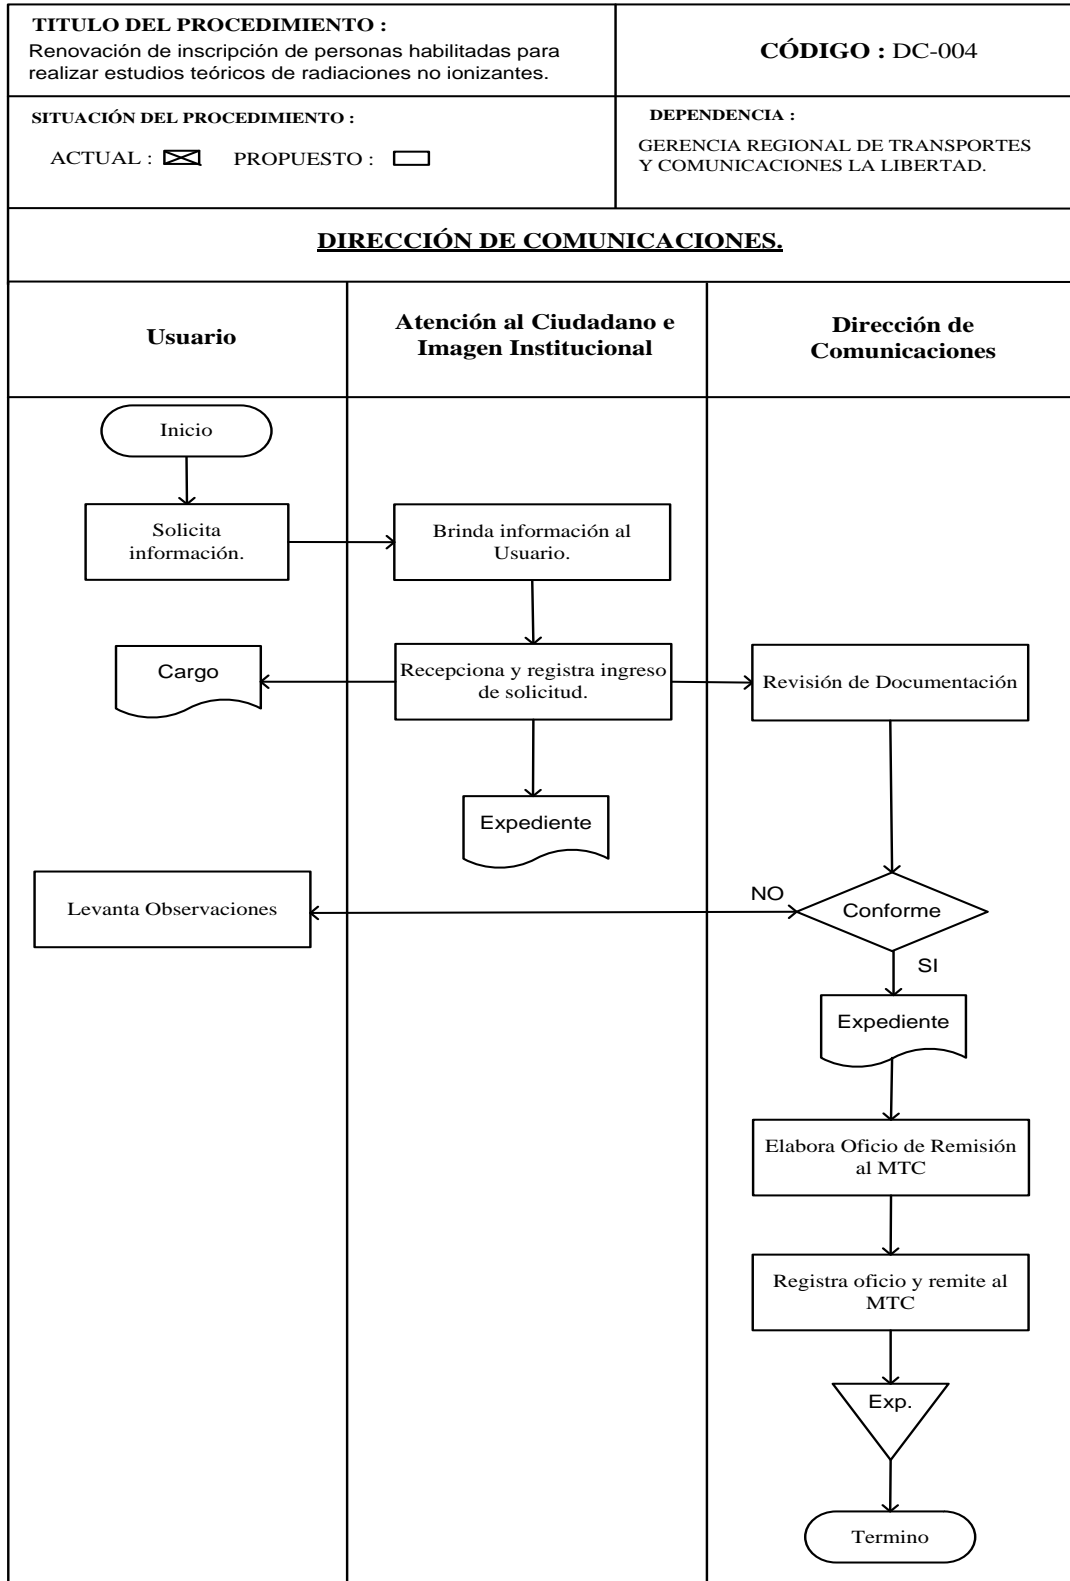 TITULO DEL PROCEDIMIENTO :
Renovación de inscripción de personas habilitadas para
realizar estudios teóricos de radiaciones no ionizantes.
CÓDIGO : DC-004
SITUACIÓN DEL PROCEDIMIENTO :
ACTUAL : PROPUESTO :
DEPENDENCIA :
GERENCIA REGIONAL DE TRANSPORTES
Y COMUNICACIONES LA LIBERTAD.
DIRECCIÓN DE COMUNICACIONES.
Usuario
Atención al Ciudadano e
Imagen Institucional
Dirección de
Comunicaciones
Inicio
Solicita
información.
Brinda información al
Usuario.
Cargo
Recepciona y registra ingreso
de solicitud.
Revisión de Documentación
Expediente
Levanta Observaciones
NO
Conforme
SI
Expediente
Elabora Oficio de Remisión
al MTC
Registra oficio y remite al
MTC
Exp.
Termino